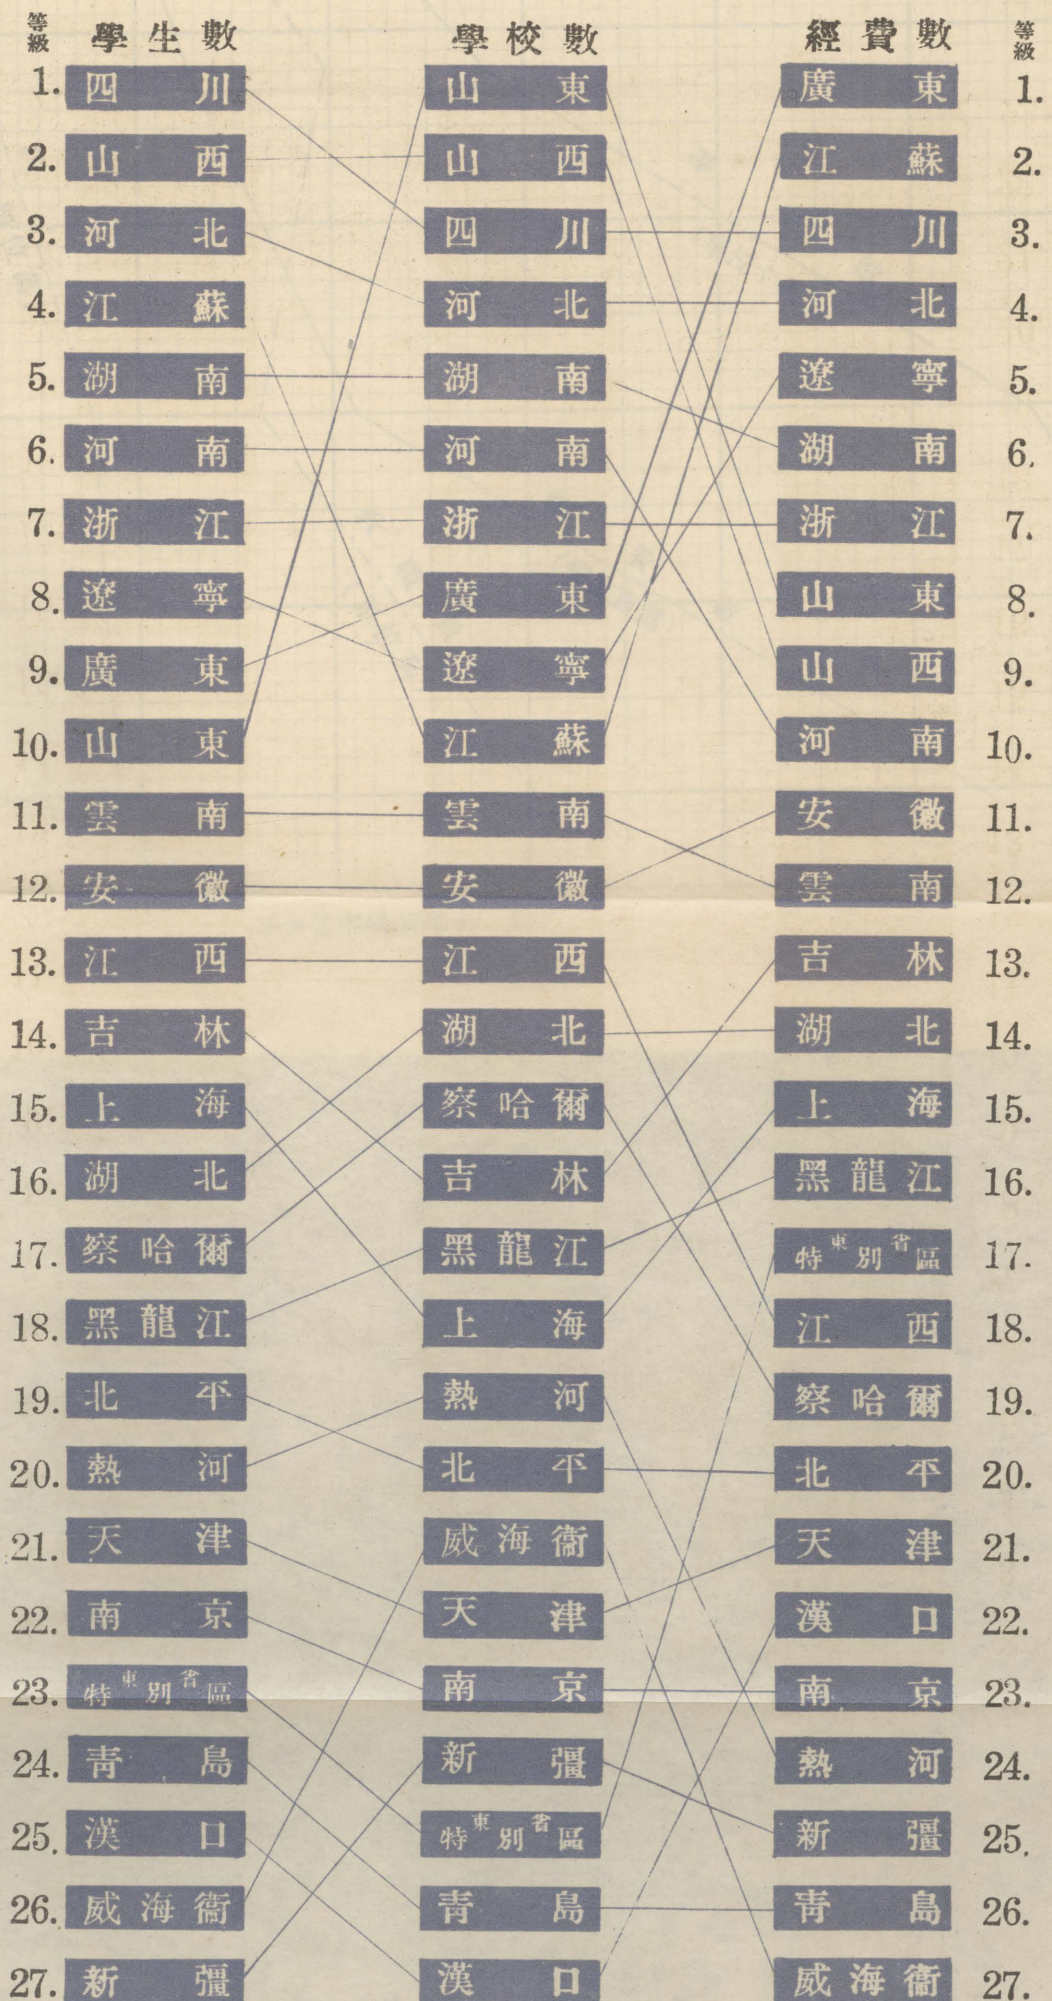 等級 學生數 學校數 經費數 等級
1. 四川 山東 廣東 1.
2. 山西 山西 江蘇 2.
3. 河北 四川 四川 3.
4. 江蘇 河北 河北 4.
5. 湖南 湖南 遼寧 5.
6. 河南 河南 湖南 6.
7. 浙江 浙江 浙江 7.
8. 遼寧 廣東 山東 8.
9. 廣東 遼寧 山西 9.
10. 山東 江蘇 河南 10.
11. 雲南 雲南 安徽 11.
12. 安徽 安徽 雲南 12.
13. 江西 江西 吉林 13.
14. 吉林 湖北 湖北 14.
15. 上海 察哈爾 上海 15.
16. 湖北 吉林 黑龍江 16.
17. 察哈爾 黑龍江 東省特別區 17.
18. 黑龍江 上海 江西 18.
19. 北平 熱河 察哈爾 19.
20. 熱河 北平 北平 20.
21. 天津 威海衞 天津 21.
22. 南京 天津 漢口 22.
23. 東省特別區 南京 南京 23.
24. 靑島 新彊 熱河 24.
25. 漢口 東省特別區 新彊 25.
26. 威海衞 靑島 靑島 26.
27. 新彊 漢口 威海衞 27.